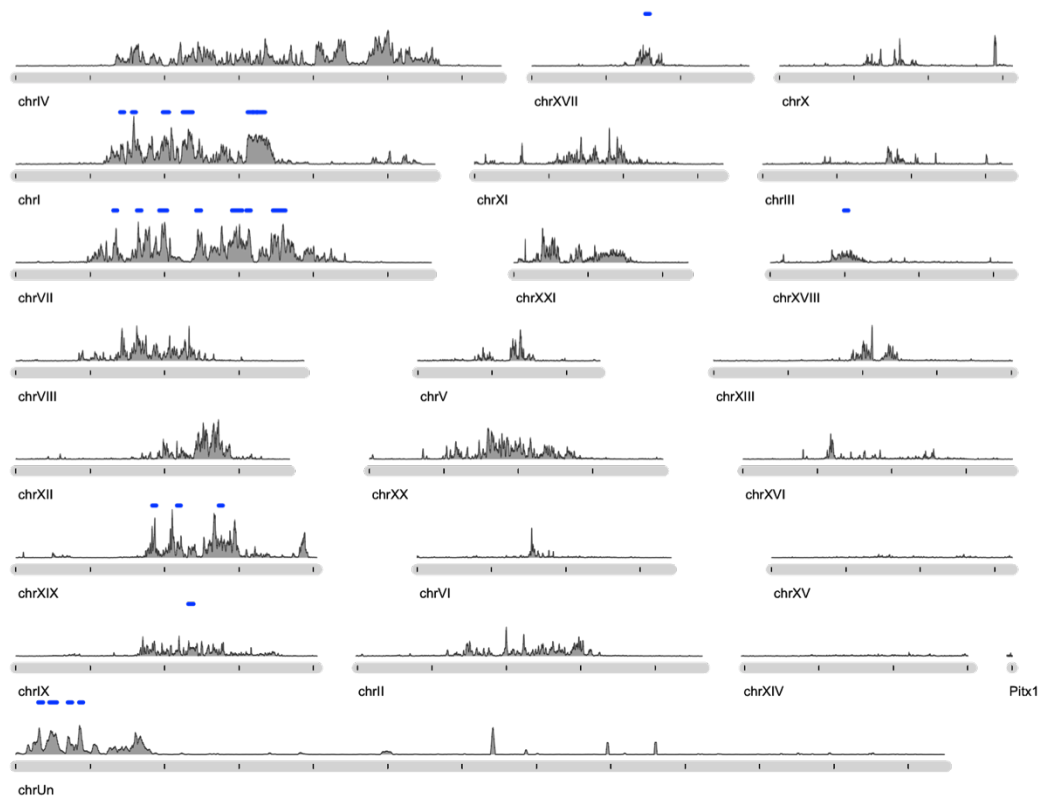 chrIV chrXVII chrX
chrI chrXI chrIII
chrVII chrXXI chrXVIII
chrVIII chrV chrXIII
chrXII chrXX chrXVI
chrXIX chrVI chrXV
chrIX chrII chrXIV Pitx1
chrUn